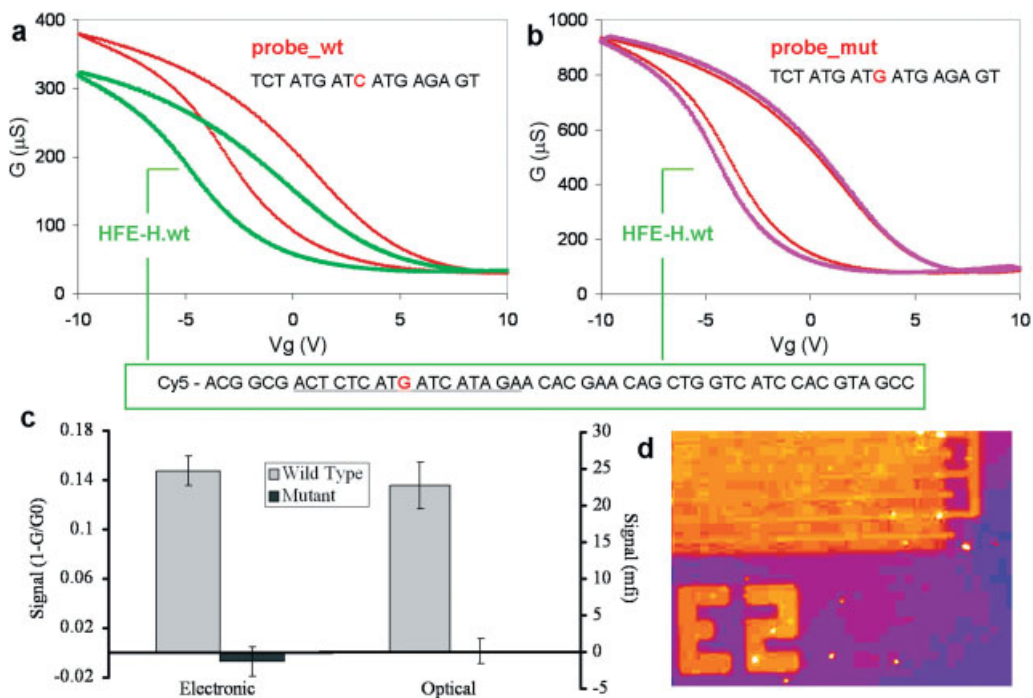 a
400
300
200
100
0
G (µS)
probe_wt
TCT ATG ATC ATG AGA GT
HFE-H.wt
-10 -5 0 5 10
Vg (V)
b
1000
800
600
400
200
0
G (µS)
probe_mut
TCT ATG ATG ATG AGA GT
HFE-H.wt
-10 -5 0 5 10
Vg (V)
Cy5 - ACG GCG ACT CTC ATG ATC ATA GAA CAC GAA CAG CTG GTC ATC CAC GTA GCC
c
0.18
0.14
0.1
0.06
0.02
-0.02
Signal (1-G/G0)
Wild Type
Mutant
30
25
20
15
10
5
0
-5
Signal (mfi)
Electronic Optical
d
E2